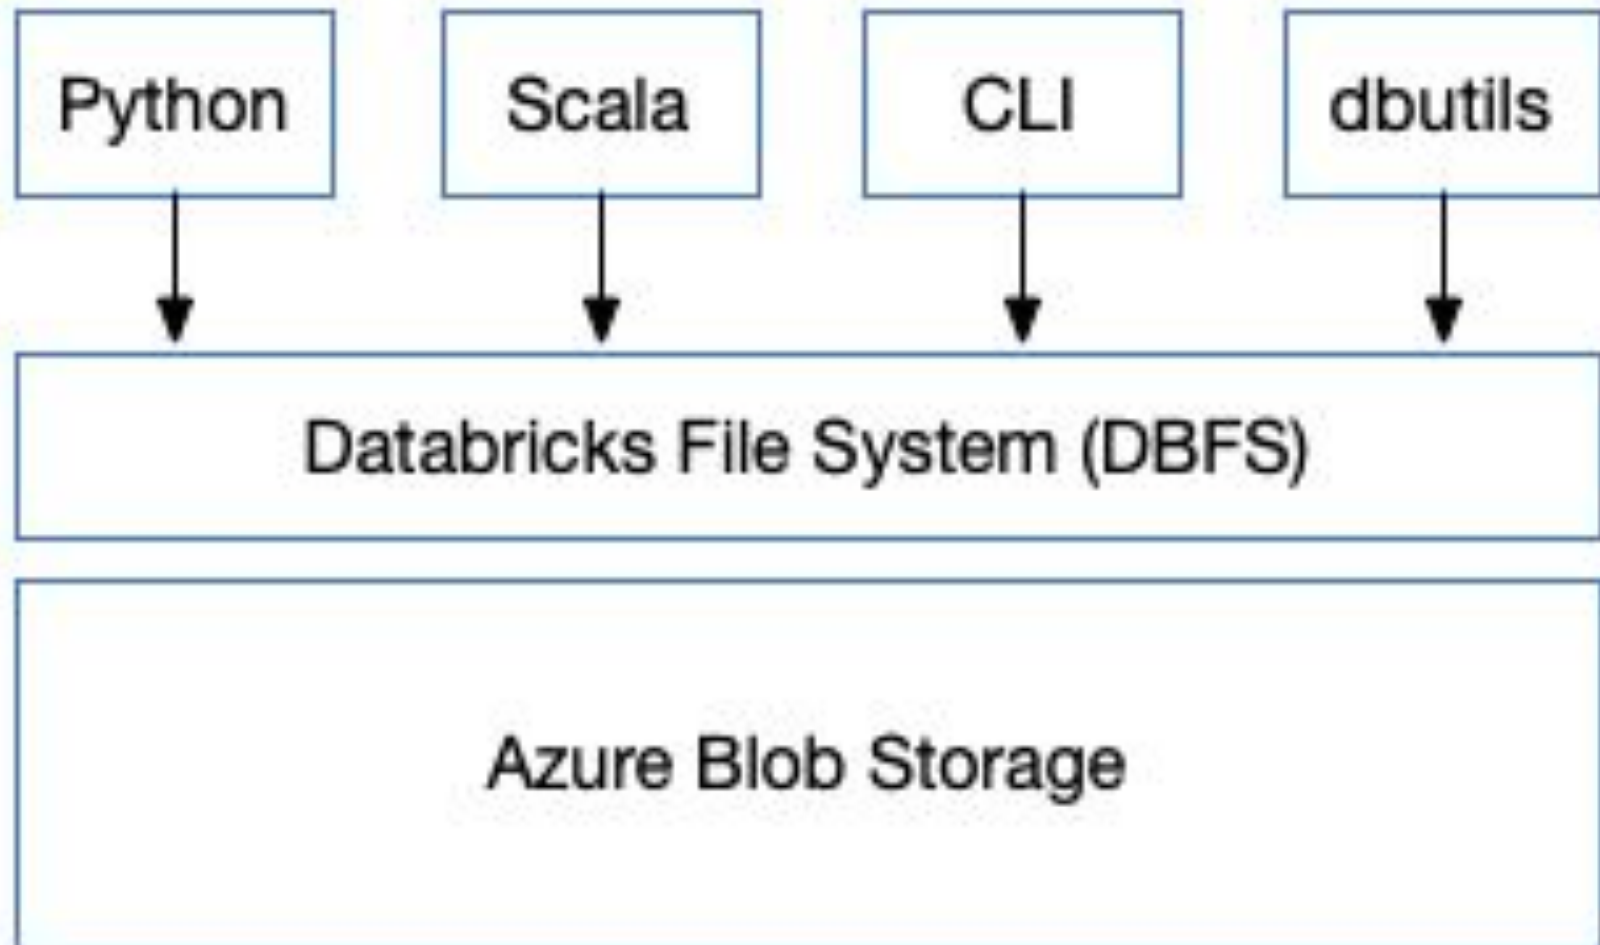 Python
Scala
CLI
dbutils
Databricks File System (DBFS)
Azure Blob Storage